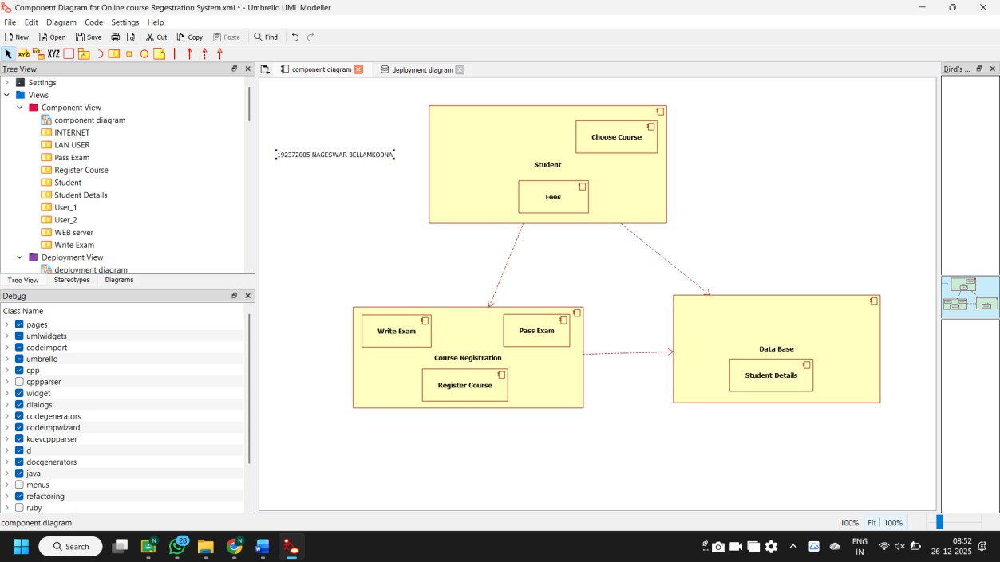 Component Diagram for Online course Regestration System.xmi * - Umbrello UML Modeller
File Edit Diagram Code Settings Help
New Open Save Cut Copy Paste Find
XYZ XYZ
Tree View
component diagram deployment diagram
Bird's ...
Settings
Views
Component View
component diagram
INTERNET
LAN USER
Pass Exam
Register Course
Student
Student Details
User_1
User_2
WEB server
Write Exam
Deployment View
deployment diagram
Tree View Stereotypes Diagrams
Debug
Class Name
pages
umlwidgets
codeimport
umbrello
cpp
cppparser
widget
dialogs
codegenerators
codeimpwizard
kdevcppparser
d
docgenerators
java
menus
refactoring
ruby
192372005 NAGESWAR BELLAMKODNA
Choose Course
Student
Fees
Write Exam
Pass Exam
Course Registration
Register Course
Data Base
Student Details
component diagram
100% Fit 100%
Search
N
28
N
ENG
IN
08:52
26-12-2025